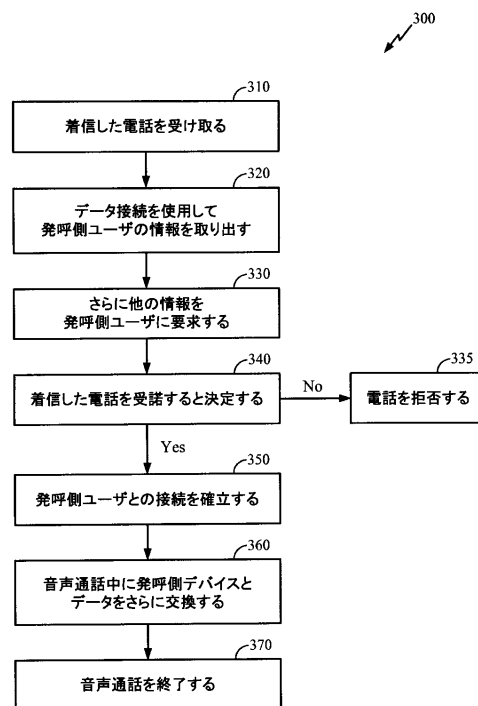 300
310
着信した電話を受け取る
320
データ接続を使用して
発呼側ユーザの情報を取り出す
330
さらに他の情報を
発呼側ユーザに要求する
340
着信した電話を受諾すると決定する
No
335
電話を拒否する
Yes
350
発呼側ユーザとの接続を確立する
360
音声通話中に発呼側デバイスと
データをさらに交換する
370
音声通話を終了する